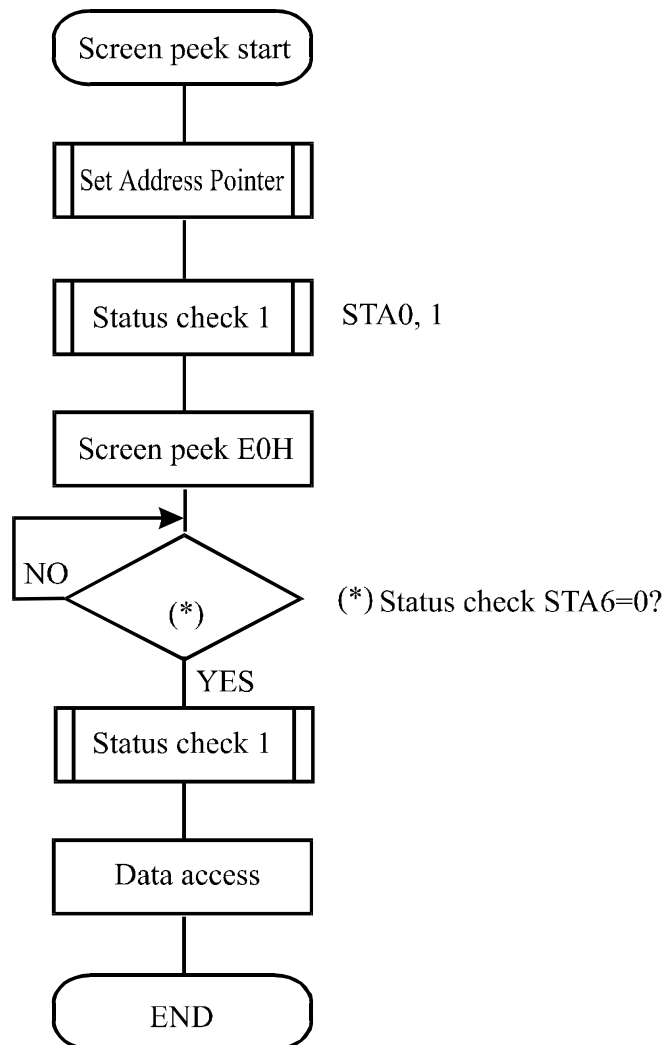 Screen peek start
Set Address Pointer
Status check 1
STA0, 1
Screen peek E0H
NO
(*)
(*) Status check STA6=0?
YES
Status check 1
Data access
END